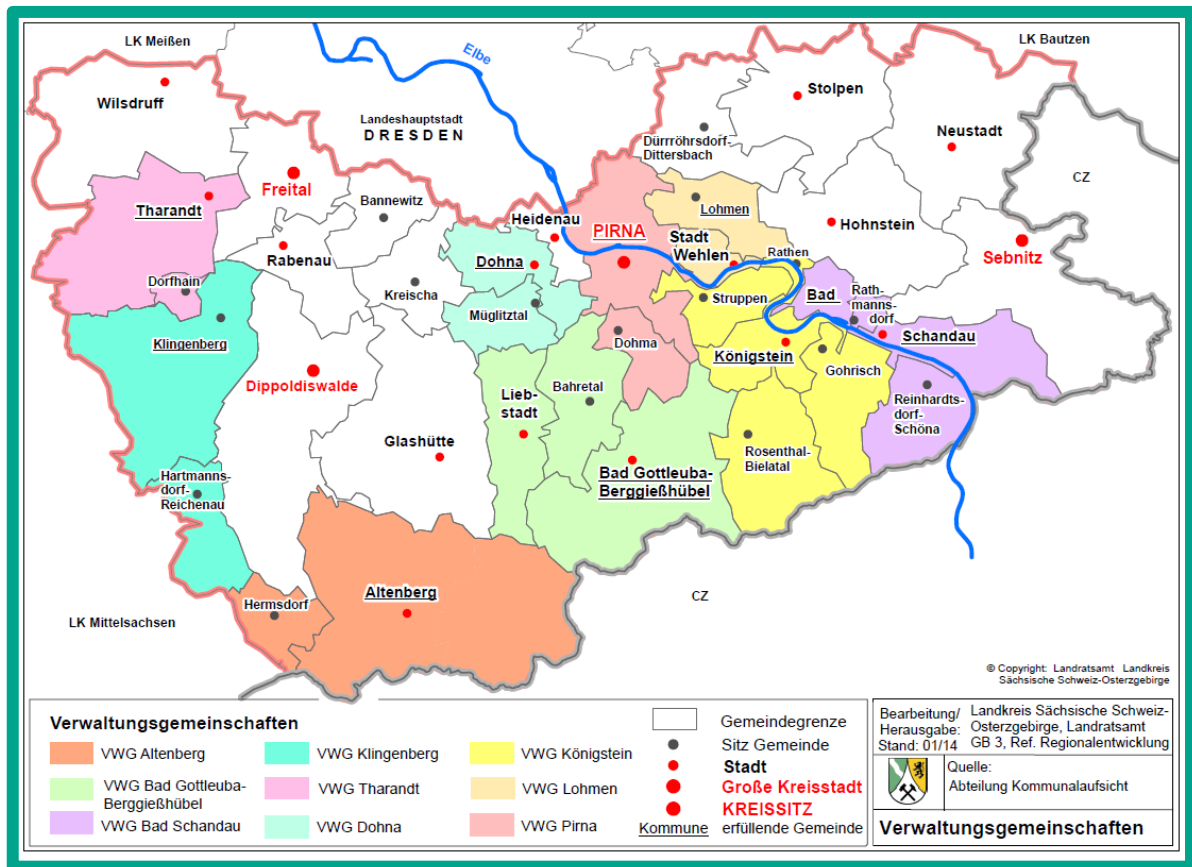 LK Meißen
LK Bautzen
Elbe
Wilsdruff
Stolpen
Landeshauptstadt
DRESDEN
Neustadt
Dürrröhrsdorf-
Dittersbach
CZ
Freital
Tharandt
Bannewitz
Lohmen
Heidenau
PIRNA
Hohnstein
Stadt
Wehlen
Rathen
Sebnitz
Rabenau
Dohna
Dorfhain
Kreischa
Struppen
Bad
Rath-
mannsdorf
Müglitztal
Klingenberg
Dohma
Schandau
Königstein
Gohrisch
Dippoldiswalde
Bahretal
Lieb-
stadt
Reinhardts-
dorf-
Schöna
Glashütte
Rosenthal-
Bielatal
Bad Gottleuba-
Berggießhübel
Hartmanns-
dorf-
Reichenau
Altenberg
CZ
Hermsdorf
LK Mittelsachsen
© Copyright: Landratsamt Landkreis
Sächsische Schweiz-Osterzgebirge
Verwaltungsgemeinschaften
VWG Altenberg
VWG Bad Gottleuba-
Berggießhübel
VWG Bad Schandau
VWG Klingenberg
VWG Tharandt
VWG Dohna
VWG Königstein
VWG Lohmen
VWG Pirna
Gemeindegrenze
Sitz Gemeinde
Stadt
Große Kreisstadt
KREISSITZ
Kommune erfüllende Gemeinde
Bearbeitung/
Herausgabe:
Stand: 01/14
Landkreis Sächsische Schweiz-
Osterzgebirge, Landratsamt
GB 3, Ref. Regionalentwicklung
Quelle:
Abteilung Kommunalaufsicht
Verwaltungsgemeinschaften